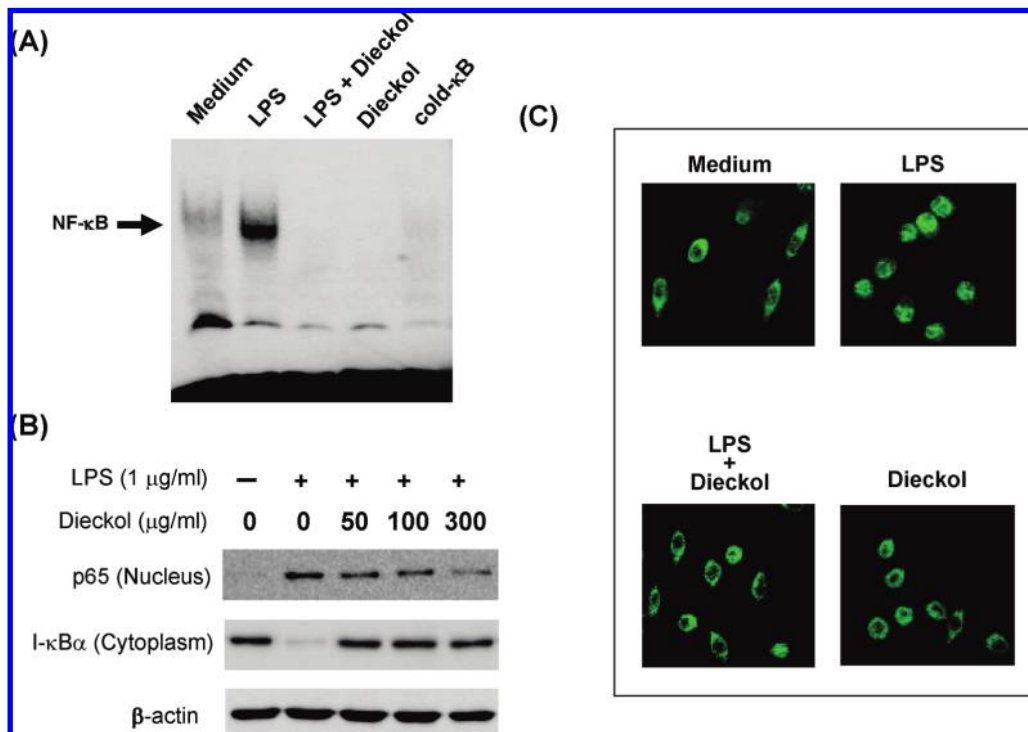 (A)
Medium
LPS
LPS + Dieckol
Dieckol
cold-κB
NF-κB
(B)
LPS (1 μg/ml) – + + + +
Dieckol (μg/ml) 0 0 50 100 300
p65 (Nucleus)
I-κBα (Cytoplasm)
β-actin
(C)
Medium
LPS
LPS
+
Dieckol
Dieckol